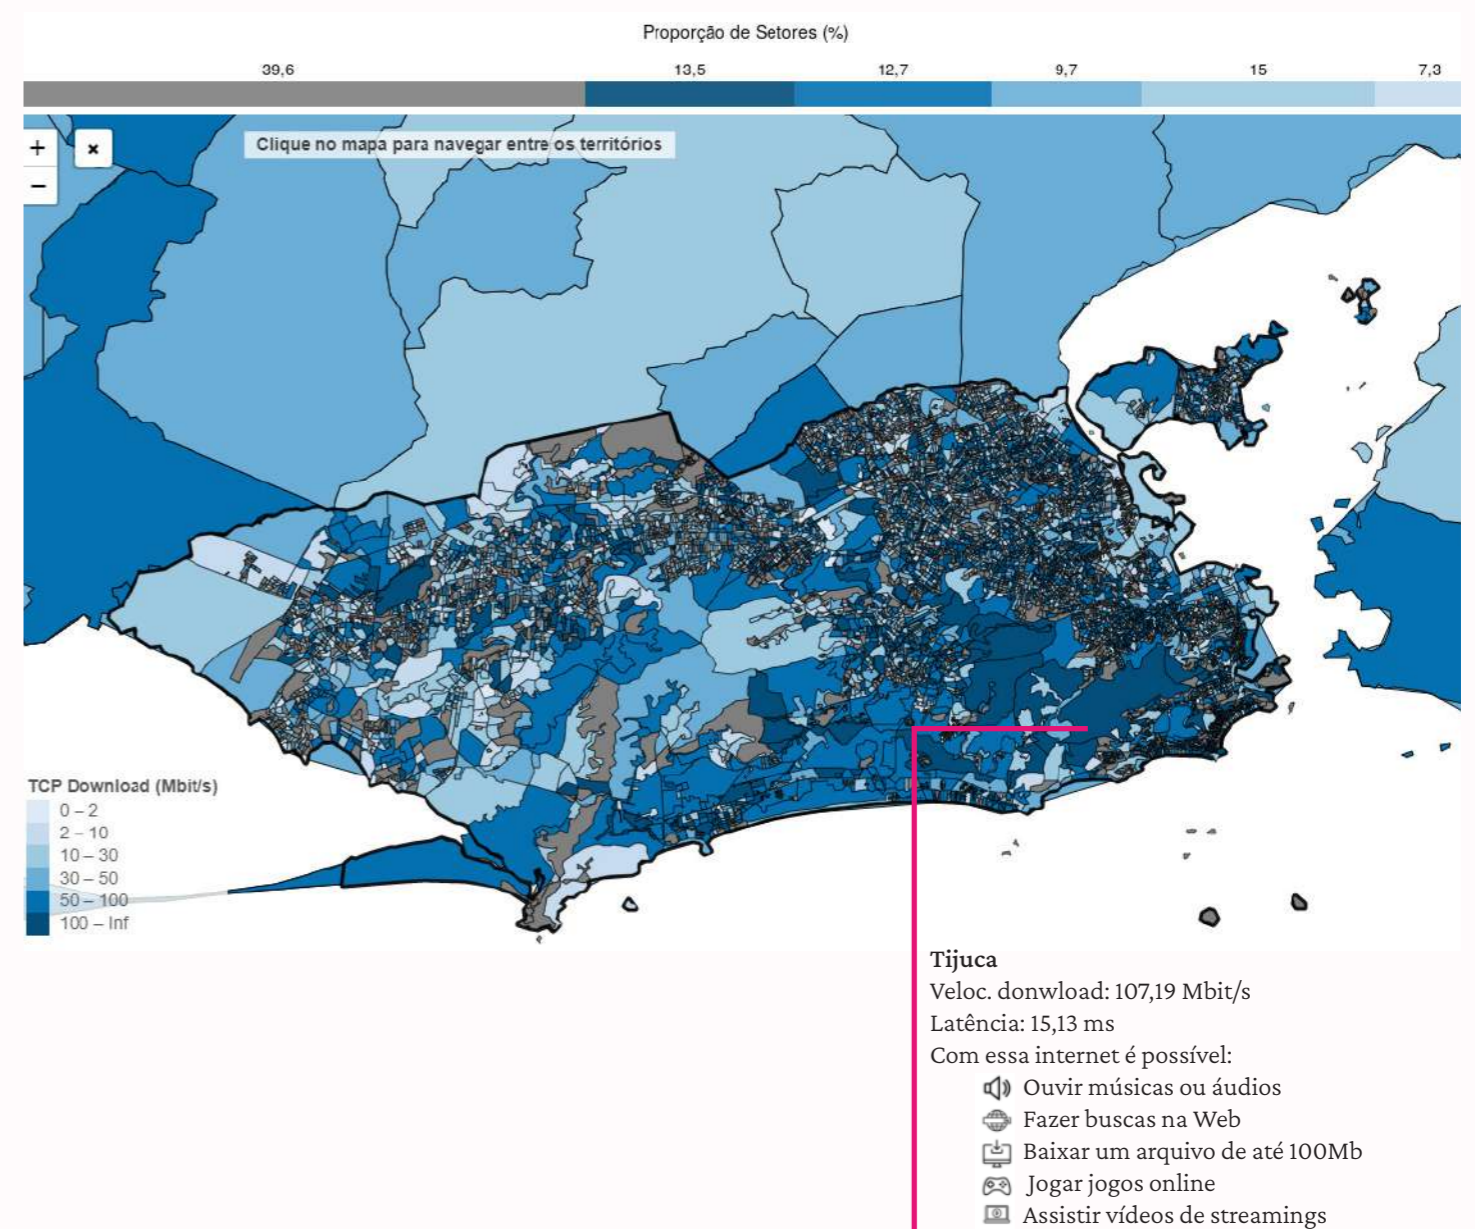 Proporção de Setores (%)
39,6 13,5 12,7 9,7 15 7,3
+
×
−
Clique no mapa para navegar entre os territórios
TCP Download (Mbit/s)
0 – 2
2 – 10
10 – 30
30 – 50
50 – 100
100 – Inf
Tijuca
Veloc. donwload: 107,19 Mbit/s
Latência: 15,13 ms
Com essa internet é possível:
Ouvir músicas ou áudios
Fazer buscas na Web
Baixar um arquivo de até 100Mb
Jogar jogos online
Assistir vídeos de streamings